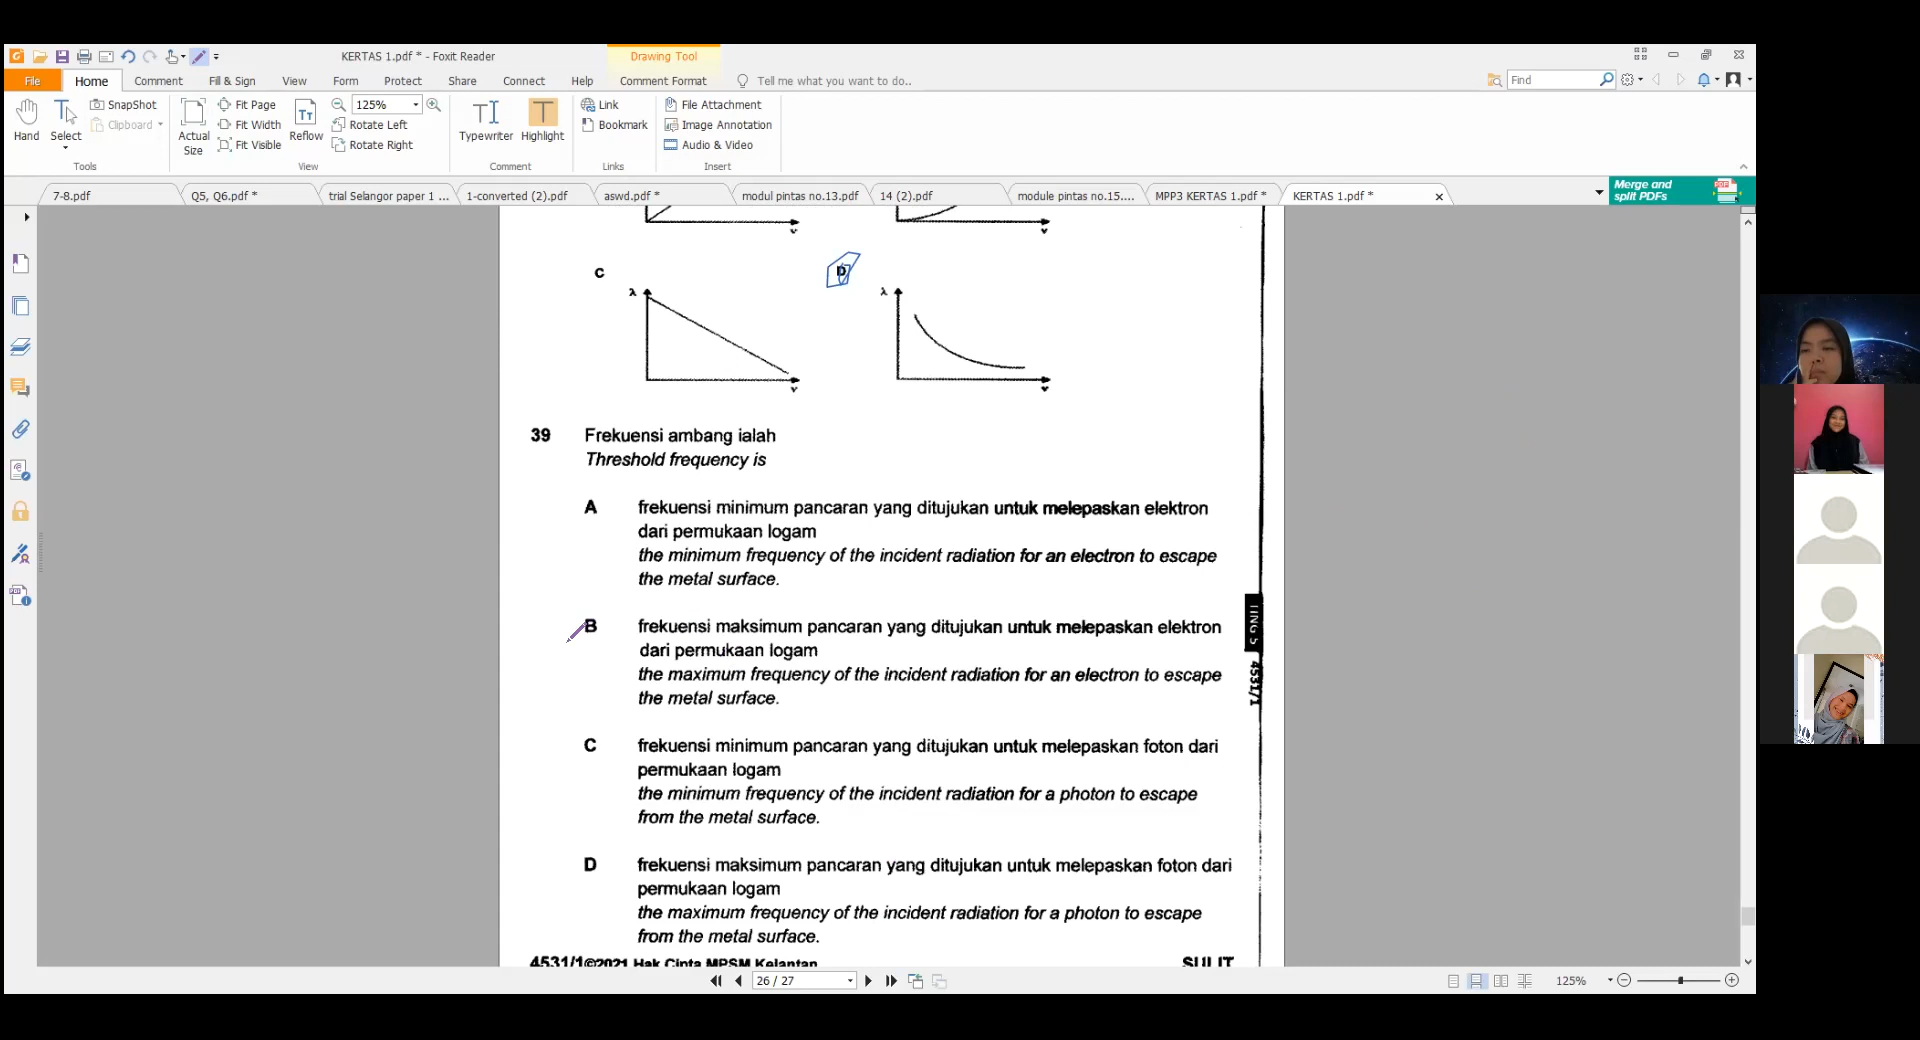 KERTAS 1.pdf * - Foxit Reader
Drawing Tool
File Home Comment Fill & Sign View Form Protect Share Connect Help Comment Format Tell me what you want to do.. Find
SnapShot Fit Page 125% Link File Attachment
Clipboard Fit Width Rotate Left Bookmark Image Annotation
Hand Select Actual Size Fit Visible Reflow Rotate Right Typewriter Highlight Audio & Video
Tools View Comment Links Insert
7-8.pdf Q5, Q6.pdf * trial Selangor paper 1 ... 1-converted (2).pdf aswd.pdf * modul pintas no.13.pdf 14 (2).pdf module pintas no.15.... MPP3 KERTAS 1.pdf * KERTAS 1.pdf *
Merge and
split PDFs
v v
C D
λ λ
v v
39 Frekuensi ambang ialah
Threshold frequency is
A frekuensi minimum pancaran yang ditujukan untuk melepaskan elektron
dari permukaan logam
the minimum frequency of the incident radiation for an electron to escape
the metal surface.
B frekuensi maksimum pancaran yang ditujukan untuk melepaskan elektron
dari permukaan logam
the maximum frequency of the incident radiation for an electron to escape
the metal surface.
C frekuensi minimum pancaran yang ditujukan untuk melepaskan foton dari
permukaan logam
the minimum frequency of the incident radiation for a photon to escape
from the metal surface.
D frekuensi maksimum pancaran yang ditujukan untuk melepaskan foton dari
permukaan logam
the maximum frequency of the incident radiation for a photon to escape
from the metal surface.
TING 5 4531/1
4531/1©2021 Hak Cipta MPSM Kelantan SULIT
26 / 27 125%